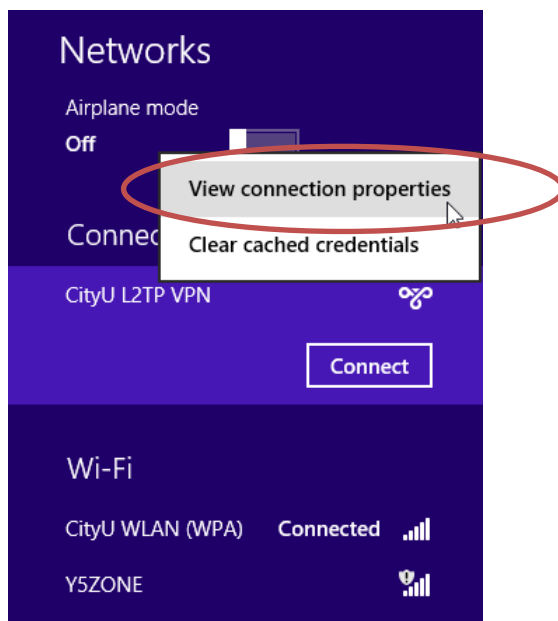 Networks
Airplane mode
Off
View connection properties
Connec
Clear cached credentials
CityU L2TP VPN
Connect
Wi-Fi
CityU WLAN (WPA) Connected
Y5ZONE